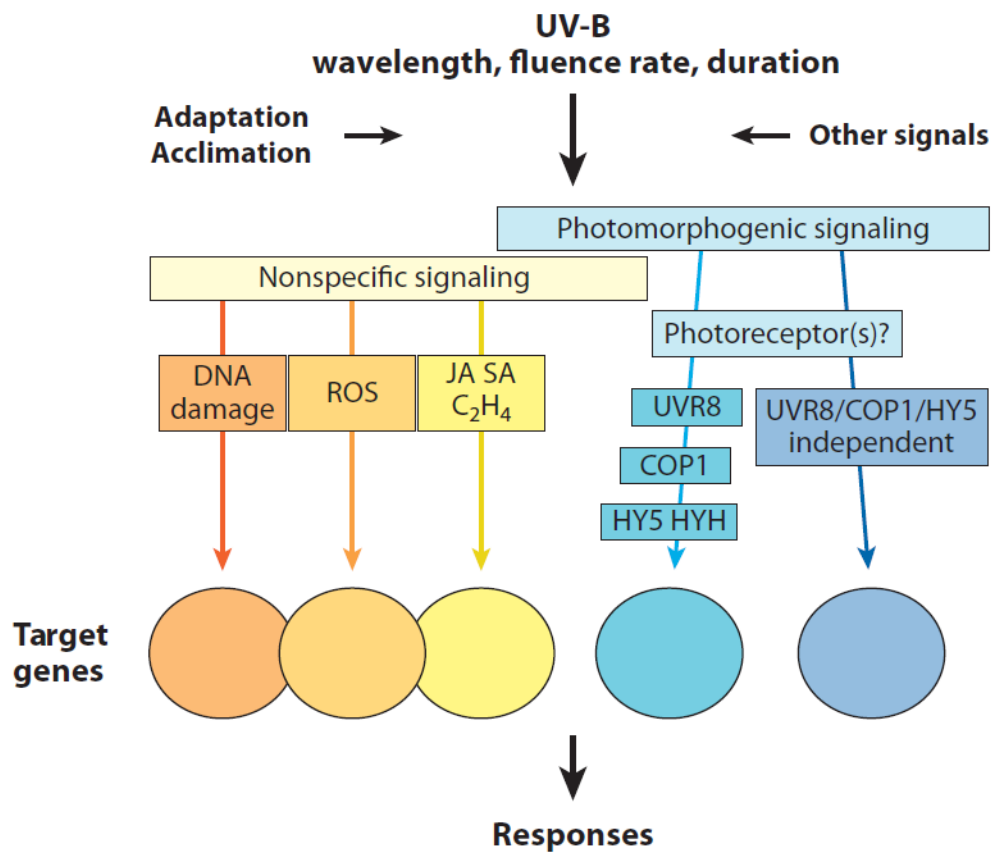 UV-B
wavelength, fluence rate, duration
Adaptation
Acclimation
Other signals
Photomorphogenic signaling
Nonspecific signaling
Photoreceptor(s)?
DNA
damage
ROS
JA SA
C₂H₄
UVR8
COP1
HY5 HYH
UVR8/COP1/HY5
independent
Target
genes
Responses